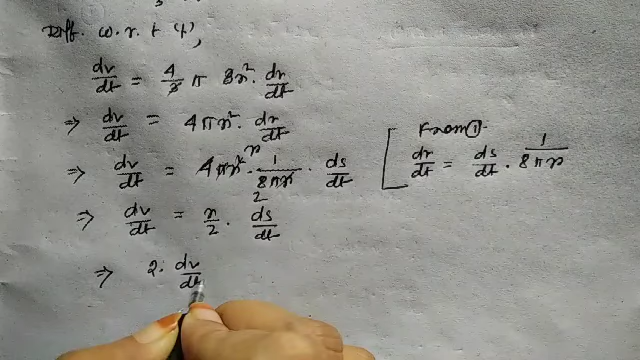 Diff. w.r.t (t),
dv/dt = 4/3 π 3r². dr/dt
⇒ dv/dt = 4πr². dr/dt
⇒ dv/dt = 4πr² r . 1/8πr 2 . ds/dt
[ From ①
dr/dt = ds/dt . 1/8πr
⇒ dv/dt = r/2 . ds/dt
⇒ 2. dv/dt